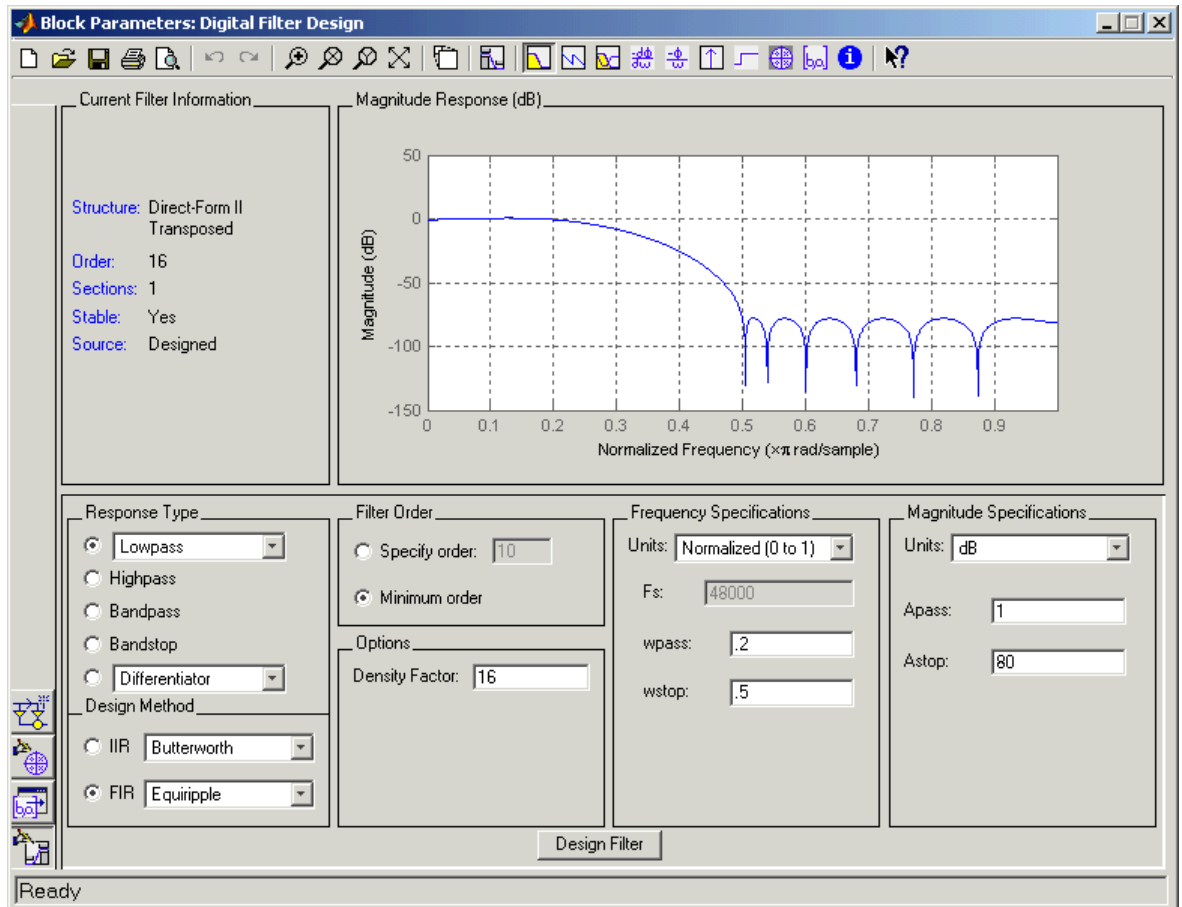 Block Parameters: Digital Filter Design
Current Filter Information
Structure: Direct-Form II
Transposed
Order: 16
Sections: 1
Stable: Yes
Source: Designed
Magnitude Response (dB)
50
0
-50
-100
-150
Magnitude (dB)
0 0.1 0.2 0.3 0.4 0.5 0.6 0.7 0.8 0.9
Normalized Frequency (×π rad/sample)
Response Type
Lowpass
Highpass
Bandpass
Bandstop
Differentiator
Design Method
IIR Butterworth
FIR Equiripple
Filter Order
Specify order: 10
Minimum order
Options
Density Factor: 16
Frequency Specifications
Units: Normalized (0 to 1)
Fs: 48000
wpass: .2
wstop: .5
Magnitude Specifications
Units: dB
Apass: 1
Astop: 80
Design Filter
Ready